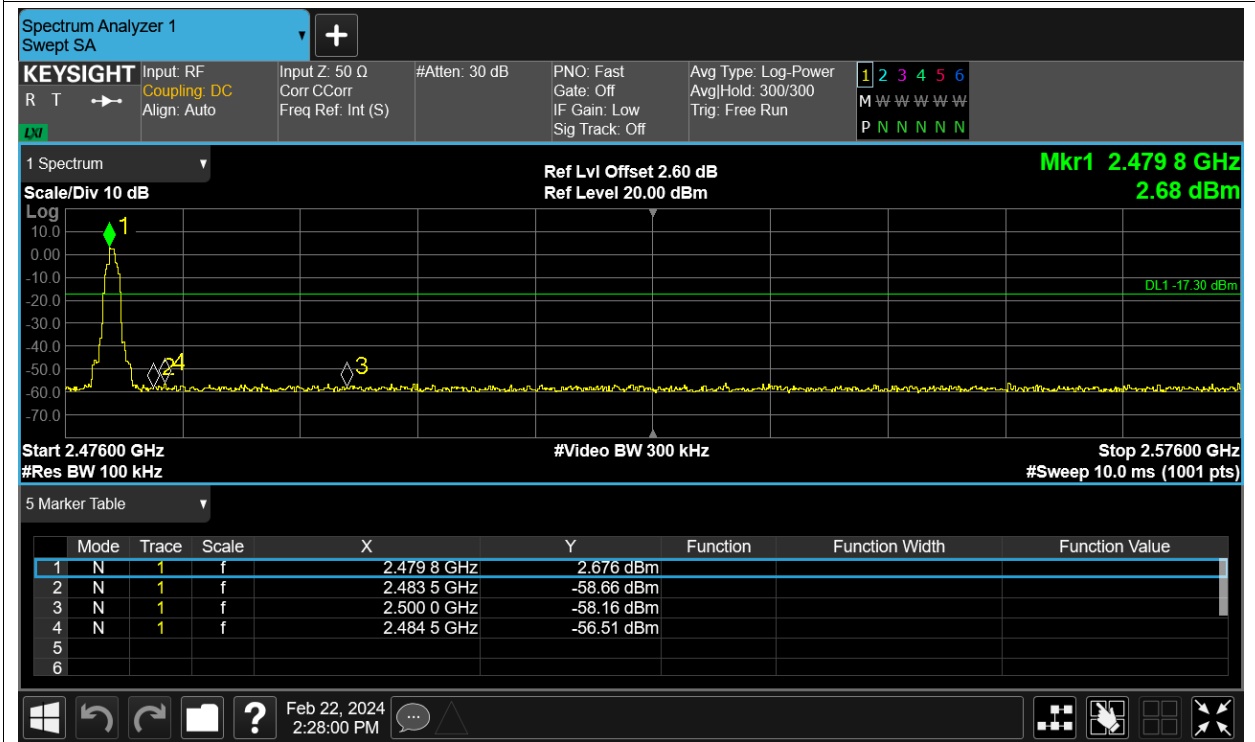 Spectrum Analyzer 1
Swept SA
+
KEYSIGHT Input: RF Input Z: 50 Ω #Atten: 30 dB PNO: Fast Avg Type: Log-Power 1 2 3 4 5 6
R T Coupling: DC Corr CCorr Gate: Off Avg|Hold: 300/300 M W W W W W W
Align: Auto Freq Ref: Int (S) IF Gain: Low Trig: Free Run
LXI Sig Track: Off P N N N N N N
1 Spectrum Ref Lvl Offset 2.60 dB Mkr1 2.479 8 GHz
Scale/Div 10 dB Ref Level 20.00 dBm 2.68 dBm
Log
1
10.0
0.00
-10.0
DL1 -17.30 dBm
-20.0
-30.0
-40.0
2 4 3
-50.0
-60.0
-70.0
Start 2.47600 GHz #Video BW 300 kHz Stop 2.57600 GHz
#Res BW 100 kHz #Sweep 10.0 ms (1001 pts)
5 Marker Table
Mode Trace Scale X Y Function Function Width Function Value
1 N 1 f 2.479 8 GHz 2.676 dBm
2 N 1 f 2.483 5 GHz -58.66 dBm
3 N 1 f 2.500 0 GHz -58.16 dBm
4 N 1 f 2.484 5 GHz -56.51 dBm
5
6
? Feb 22, 2024
2:28:00 PM